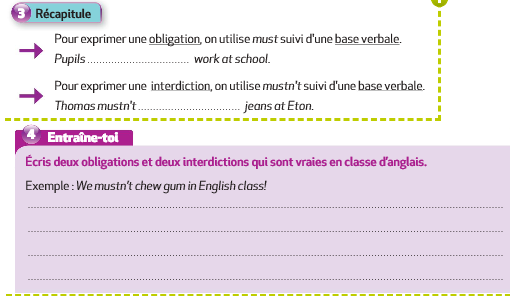 3 Récapitule
Pour exprimer une obligation, on utilise must suivi d'une base verbale.
Pupils .................................. work at school.
Pour exprimer une interdiction, on utilise mustn't suivi d'une base verbale.
Thomas mustn't .................................. jeans at Eton.
4 Entraîne-toi
Écris deux obligations et deux interdictions qui sont vraies en classe d'anglais.
Exemple : We mustn't chew gum in English class!